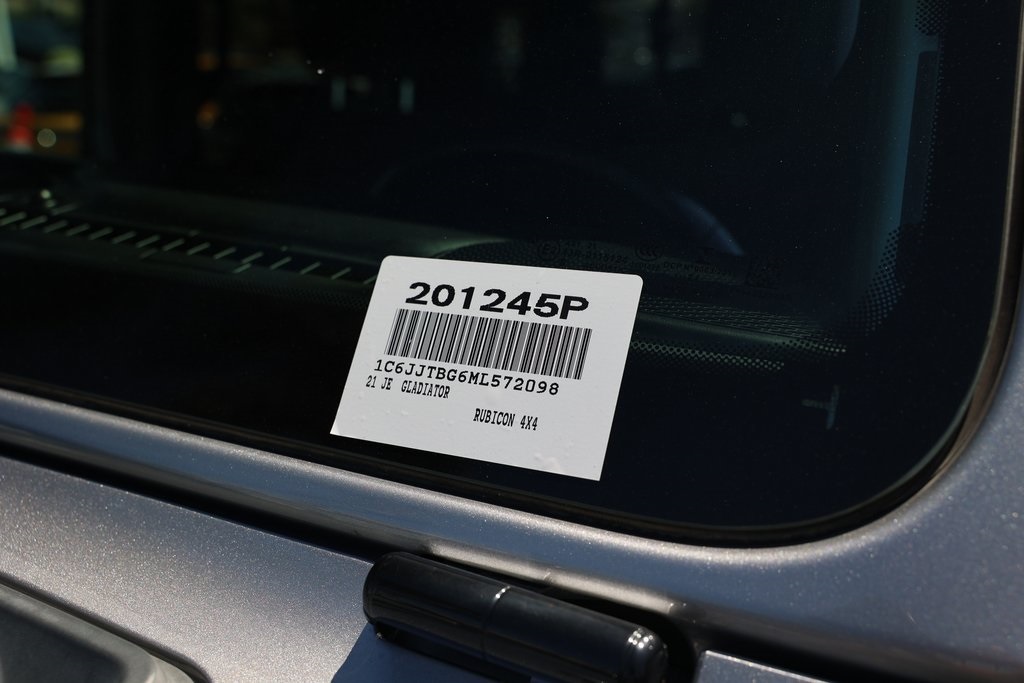 201245P
1C6JJTBG6ML572098
21 JE GLADIATOR
RUBICON 4X4